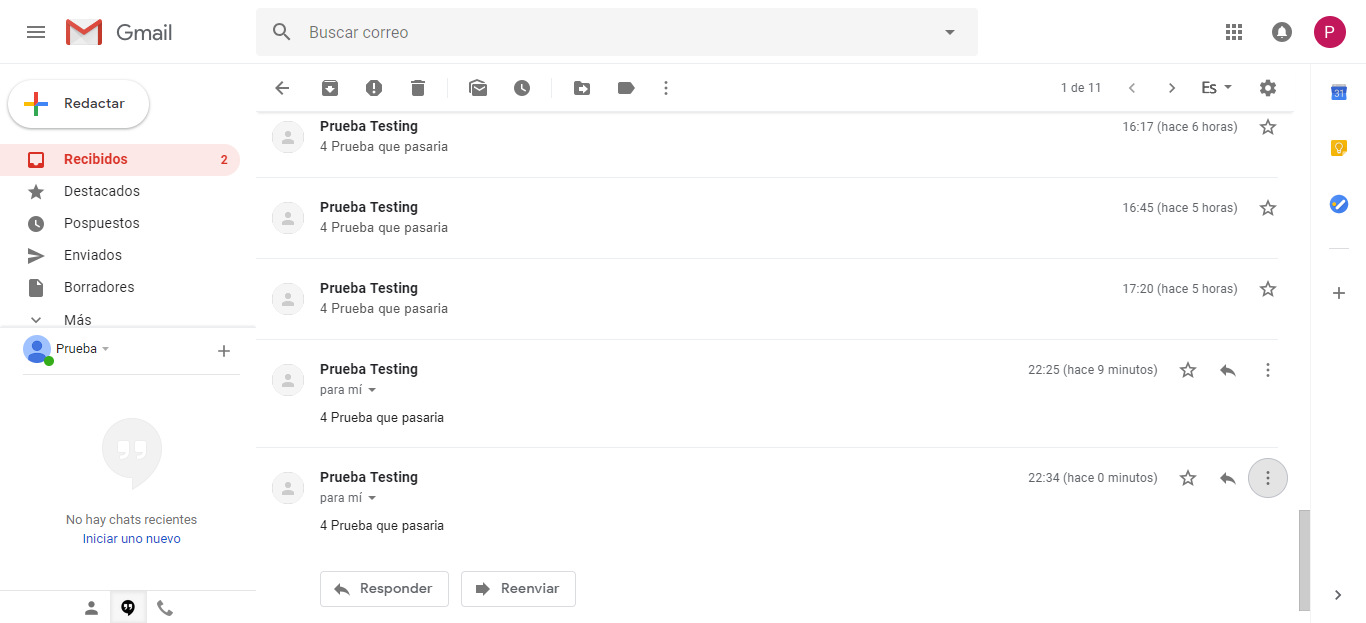 Gmail
Buscar correo
P
Redactar
1 de 11
Es
31
Recibidos 2
Destacados
Pospuestos
Enviados
Borradores
Más
Prueba
No hay chats recientes
Iniciar uno nuevo
Prueba Testing 16:17 (hace 6 horas)
4 Prueba que pasaria
Prueba Testing 16:45 (hace 5 horas)
4 Prueba que pasaria
Prueba Testing 17:20 (hace 5 horas)
4 Prueba que pasaria
Prueba Testing 22:25 (hace 9 minutos)
para mí
4 Prueba que pasaria
Prueba Testing 22:34 (hace 0 minutos)
para mí
4 Prueba que pasaria
Responder Reenviar